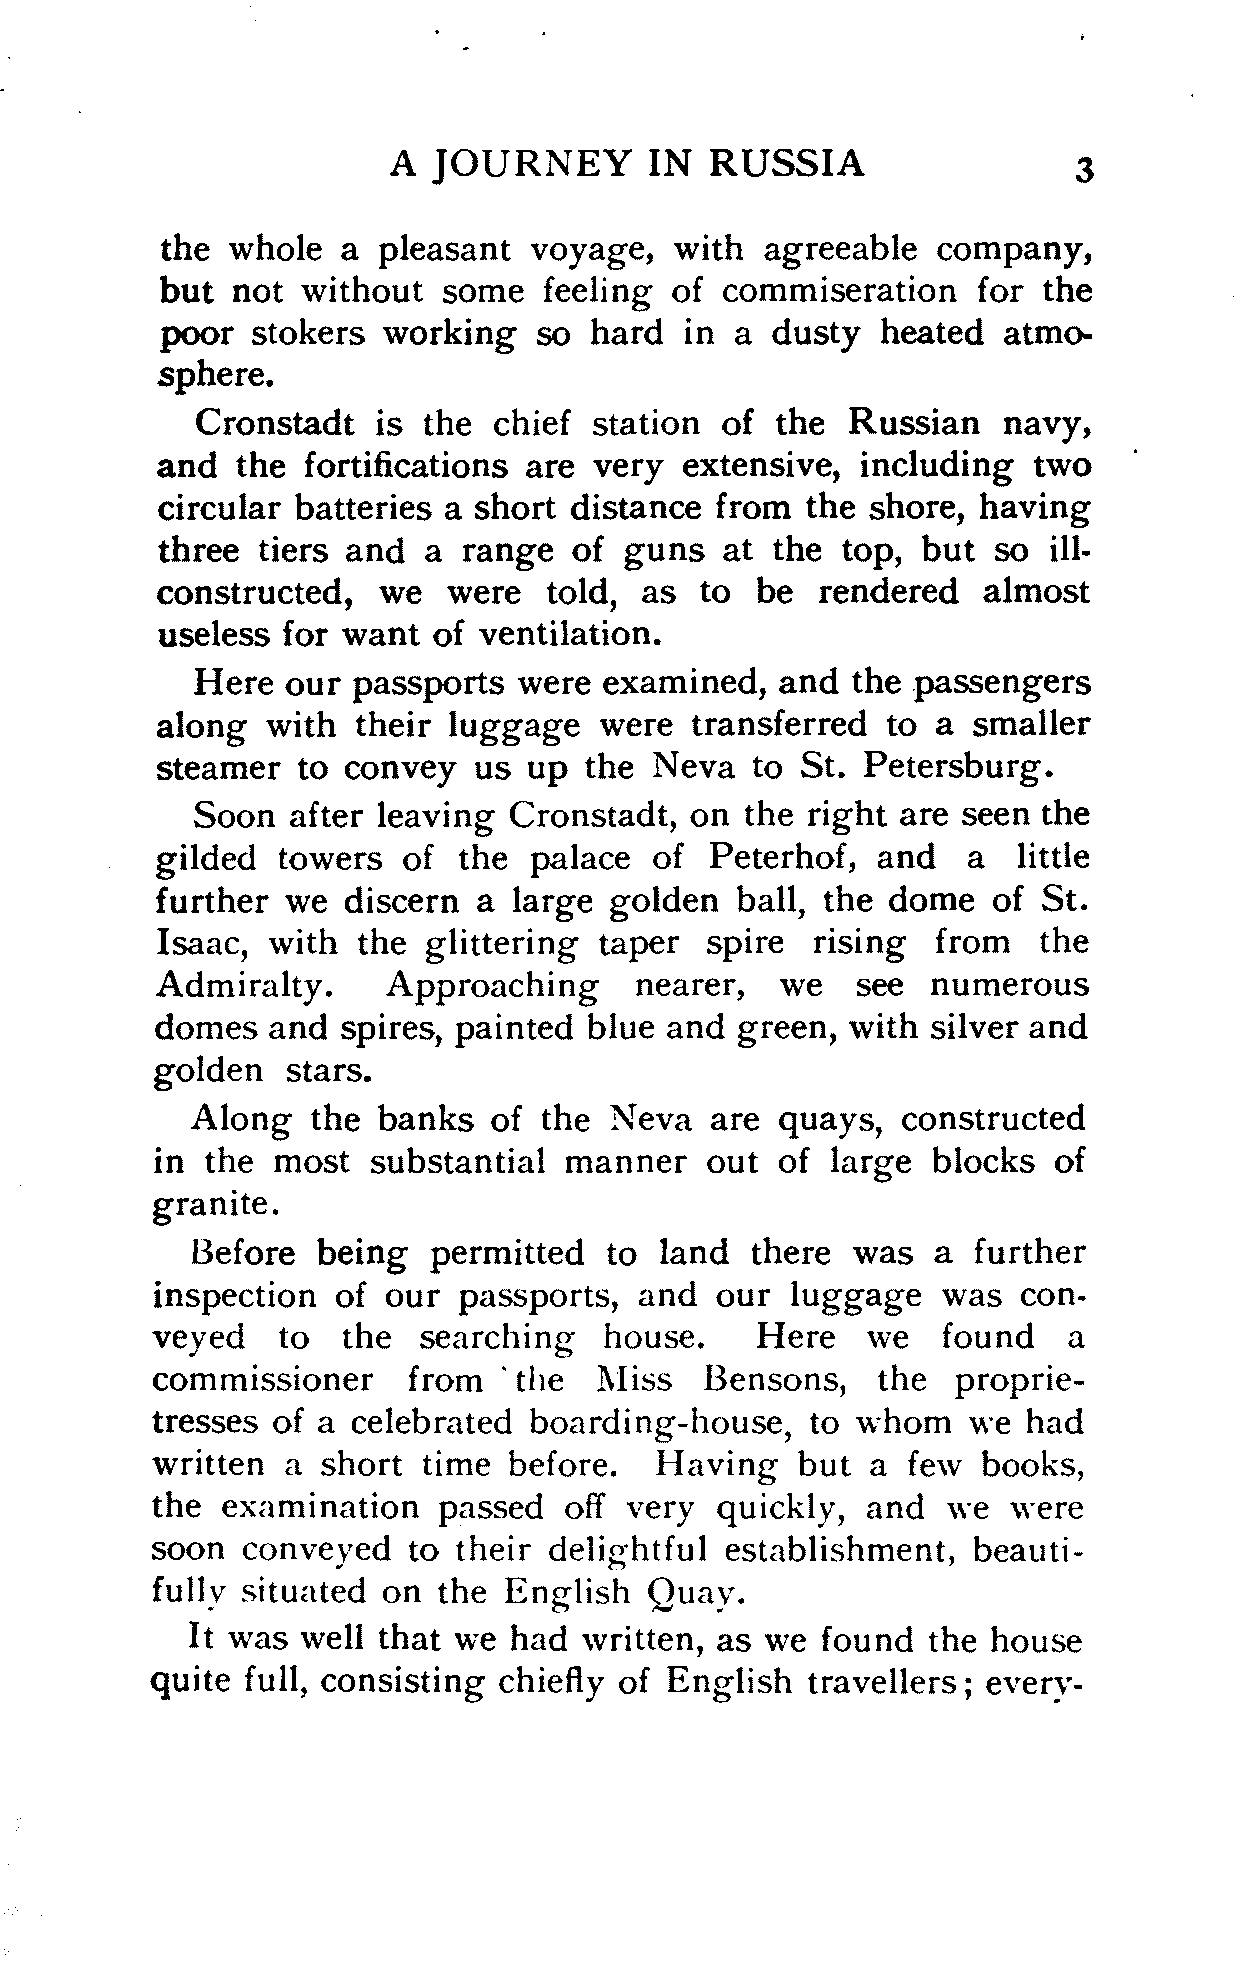 A JOURNEY IN RUSSIA 3
the whole a pleasant voyage, with agreeable company,
but not without some feeling of commiseration for the
poor stokers working so hard in a dusty heated atmo-
sphere.
Cronstadt is the chief station of the Russian navy,
and the fortifications are very extensive, including two
circular batteries a short distance from the shore, having
three tiers and a range of guns at the top, but so ill-
constructed, we were told, as to be rendered almost
useless for want of ventilation.
Here our passports were examined, and the passengers
along with their luggage were transferred to a smaller
steamer to convey us up the Neva to St. Petersburg.
Soon after leaving Cronstadt, on the right are seen the
gilded towers of the palace of Peterhof, and a little
further we discern a large golden ball, the dome of St.
Isaac, with the glittering taper spire rising from the
Admiralty. Approaching nearer, we see numerous
domes and spires, painted blue and green, with silver and
golden stars.
Along the banks of the Neva are quays, constructed
in the most substantial manner out of large blocks of
granite.
Before being permitted to land there was a further
inspection of our passports, and our luggage was con-
veyed to the searching house. Here we found a
commissioner from the Miss Bensons, the proprie-
tresses of a celebrated boarding-house, to whom we had
written a short time before. Having but a few books,
the examination passed off very quickly, and we were
soon conveyed to their delightful establishment, beauti-
fully situated on the English Quay.
It was well that we had written, as we found the house
quite full, consisting chiefly of English travellers; every-